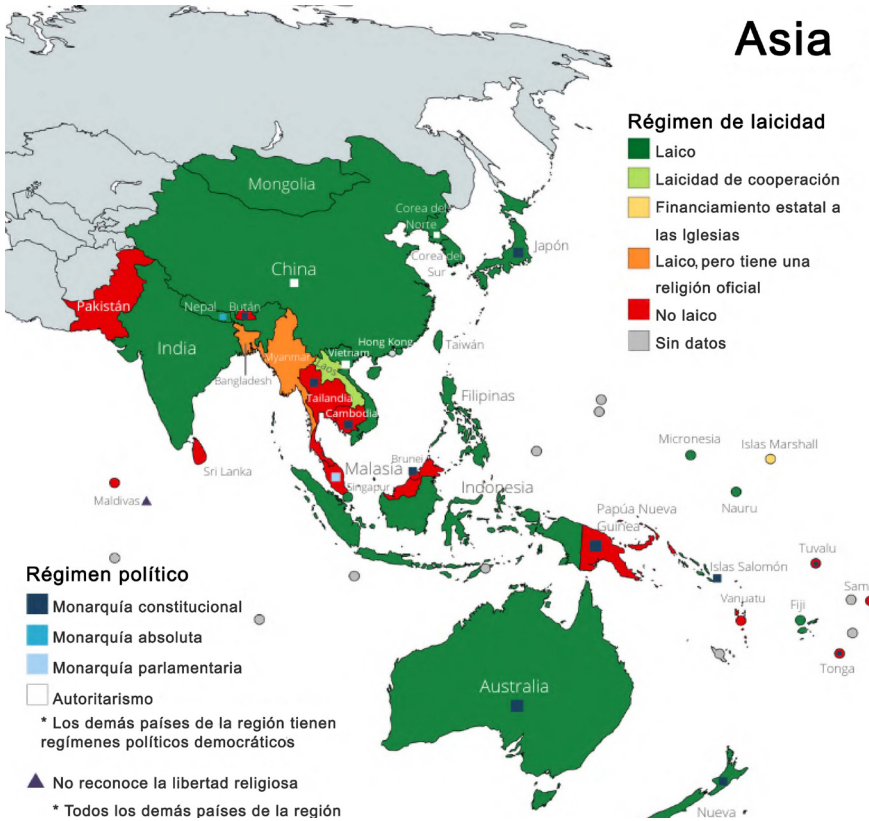 Asia
Régimen de laicidad
Laico
Laicidad de cooperación
Financiamiento estatal a
las Iglesias
Laico, pero tiene una
religión oficial
No laico
Sin datos
Mongolia
Corea del
Norte
Corea del
Sur
Japón
China
Pakistán
Nepal
Bután
India
Hong Kong
Taiwán
Myanmar
Vietnam
Laos
Bangladesh
Tailandia
Cambodia
Filipinas
Sri Lanka
Malasia
Brunei
Singapur
Indonesia
Maldivas
Micronesia
Islas Marshall
Nauru
Papúa Nueva
Guinea
Tuvalu
Islas Salomón
Vanuatu
Fiji
Sam
Tonga
Australia
Nueva
Régimen político
Monarquía constitucional
Monarquía absoluta
Monarquía parlamentaria
Autoritarismo
* Los demás países de la región tienen
regímenes políticos democráticos
No reconoce la libertad religiosa
* Todos los demás países de la región